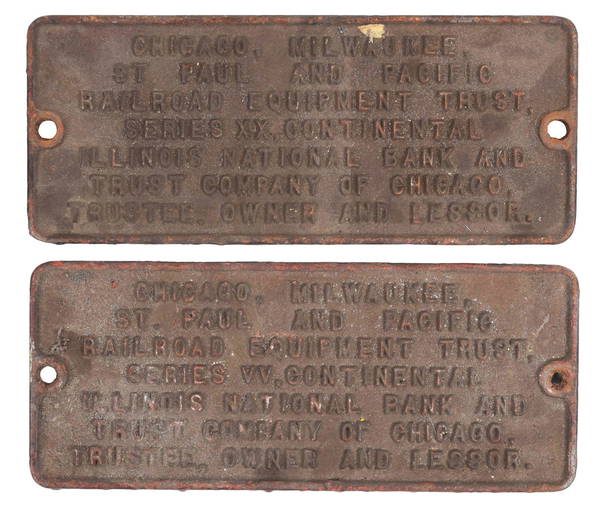 CHICAGO, MILWAUKEE,
ST PAUL AND PACIFIC
RAILROAD EQUIPMENT TRUST,
SERIES XX, CONTINENTAL
ILLINOIS NATIONAL BANK AND
TRUST COMPANY OF CHICAGO,
TRUSTEE, OWNER AND LESSOR.
CHICAGO, MILWAUKEE,
ST. PAUL AND PACIFIC
RAILROAD EQUIPMENT TRUST,
SERIES VV, CONTINENTAL
ILLINOIS NATIONAL BANK AND
TRUST COMPANY OF CHICAGO,
TRUSTEE, OWNER AND LESSOR.